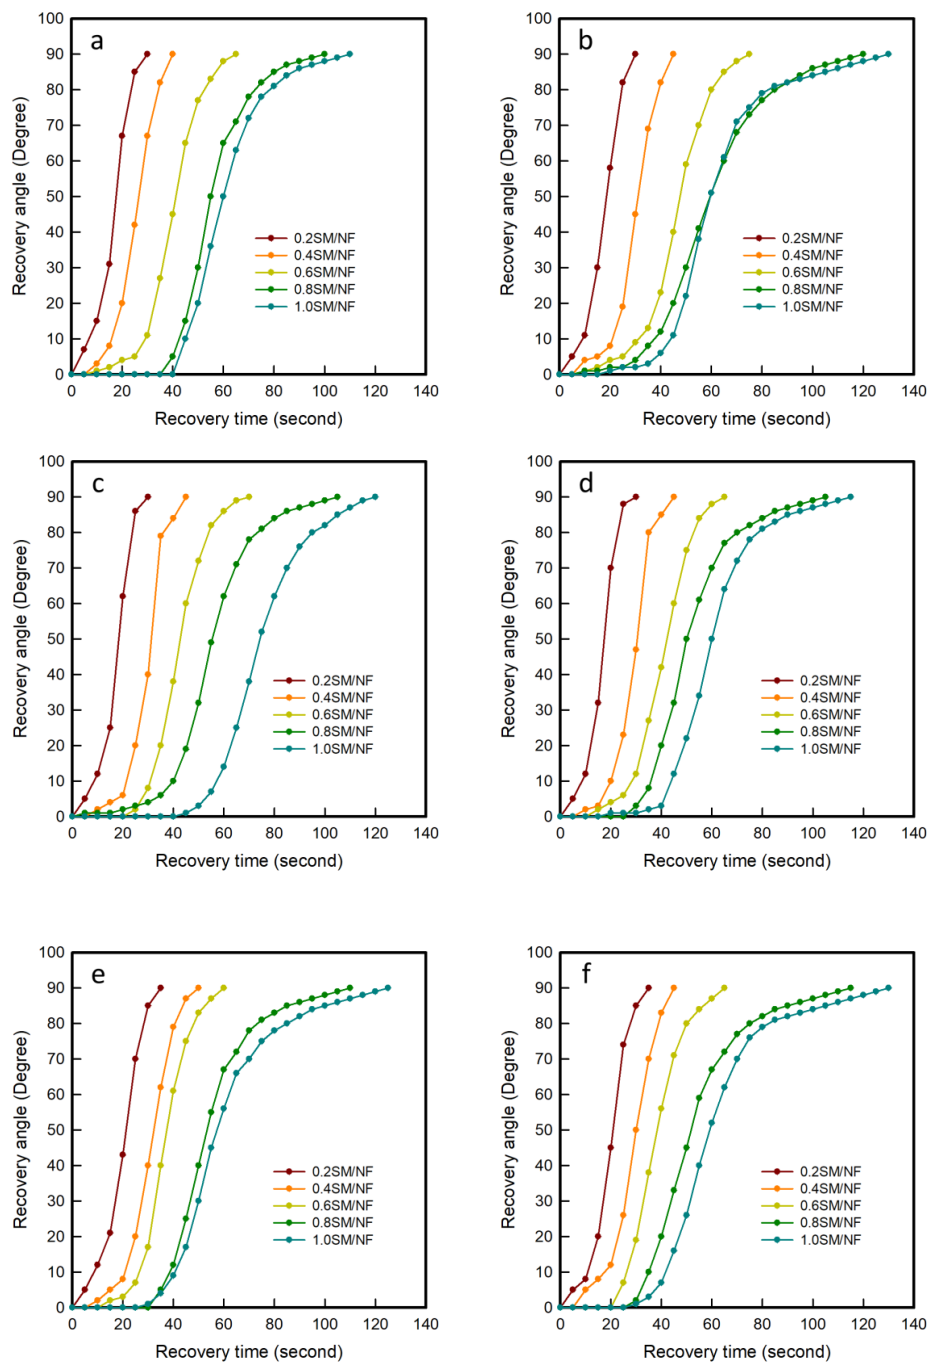 a
100
90
80
70
60
50
40
30
20
10
0
Recovery angle (Degree)
0.2SM/NF
0.4SM/NF
0.6SM/NF
0.8SM/NF
1.0SM/NF
0 20 40 60 80 100 120 140
Recovery time (second)
b
100
90
80
70
60
50
40
30
20
10
0
Recovery angle (Degree)
0.2SM/NF
0.4SM/NF
0.6SM/NF
0.8SM/NF
1.0SM/NF
0 20 40 60 80 100 120 140
Recovery time (second)
c
100
90
80
70
60
50
40
30
20
10
0
Recovery angle (Degree)
0.2SM/NF
0.4SM/NF
0.6SM/NF
0.8SM/NF
1.0SM/NF
0 20 40 60 80 100 120 140
Recovery time (second)
d
100
90
80
70
60
50
40
30
20
10
0
Recovery angle (Degree)
0.2SM/NF
0.4SM/NF
0.6SM/NF
0.8SM/NF
1.0SM/NF
0 20 40 60 80 100 120 140
Recovery time (second)
e
100
90
80
70
60
50
40
30
20
10
0
Recovery angle (Degree)
0.2SM/NF
0.4SM/NF
0.6SM/NF
0.8SM/NF
1.0SM/NF
0 20 40 60 80 100 120 140
Recovery time (second)
f
100
90
80
70
60
50
40
30
20
10
0
Recovery angle (Degree)
0.2SM/NF
0.4SM/NF
0.6SM/NF
0.8SM/NF
1.0SM/NF
0 20 40 60 80 100 120 140
Recovery time (second)